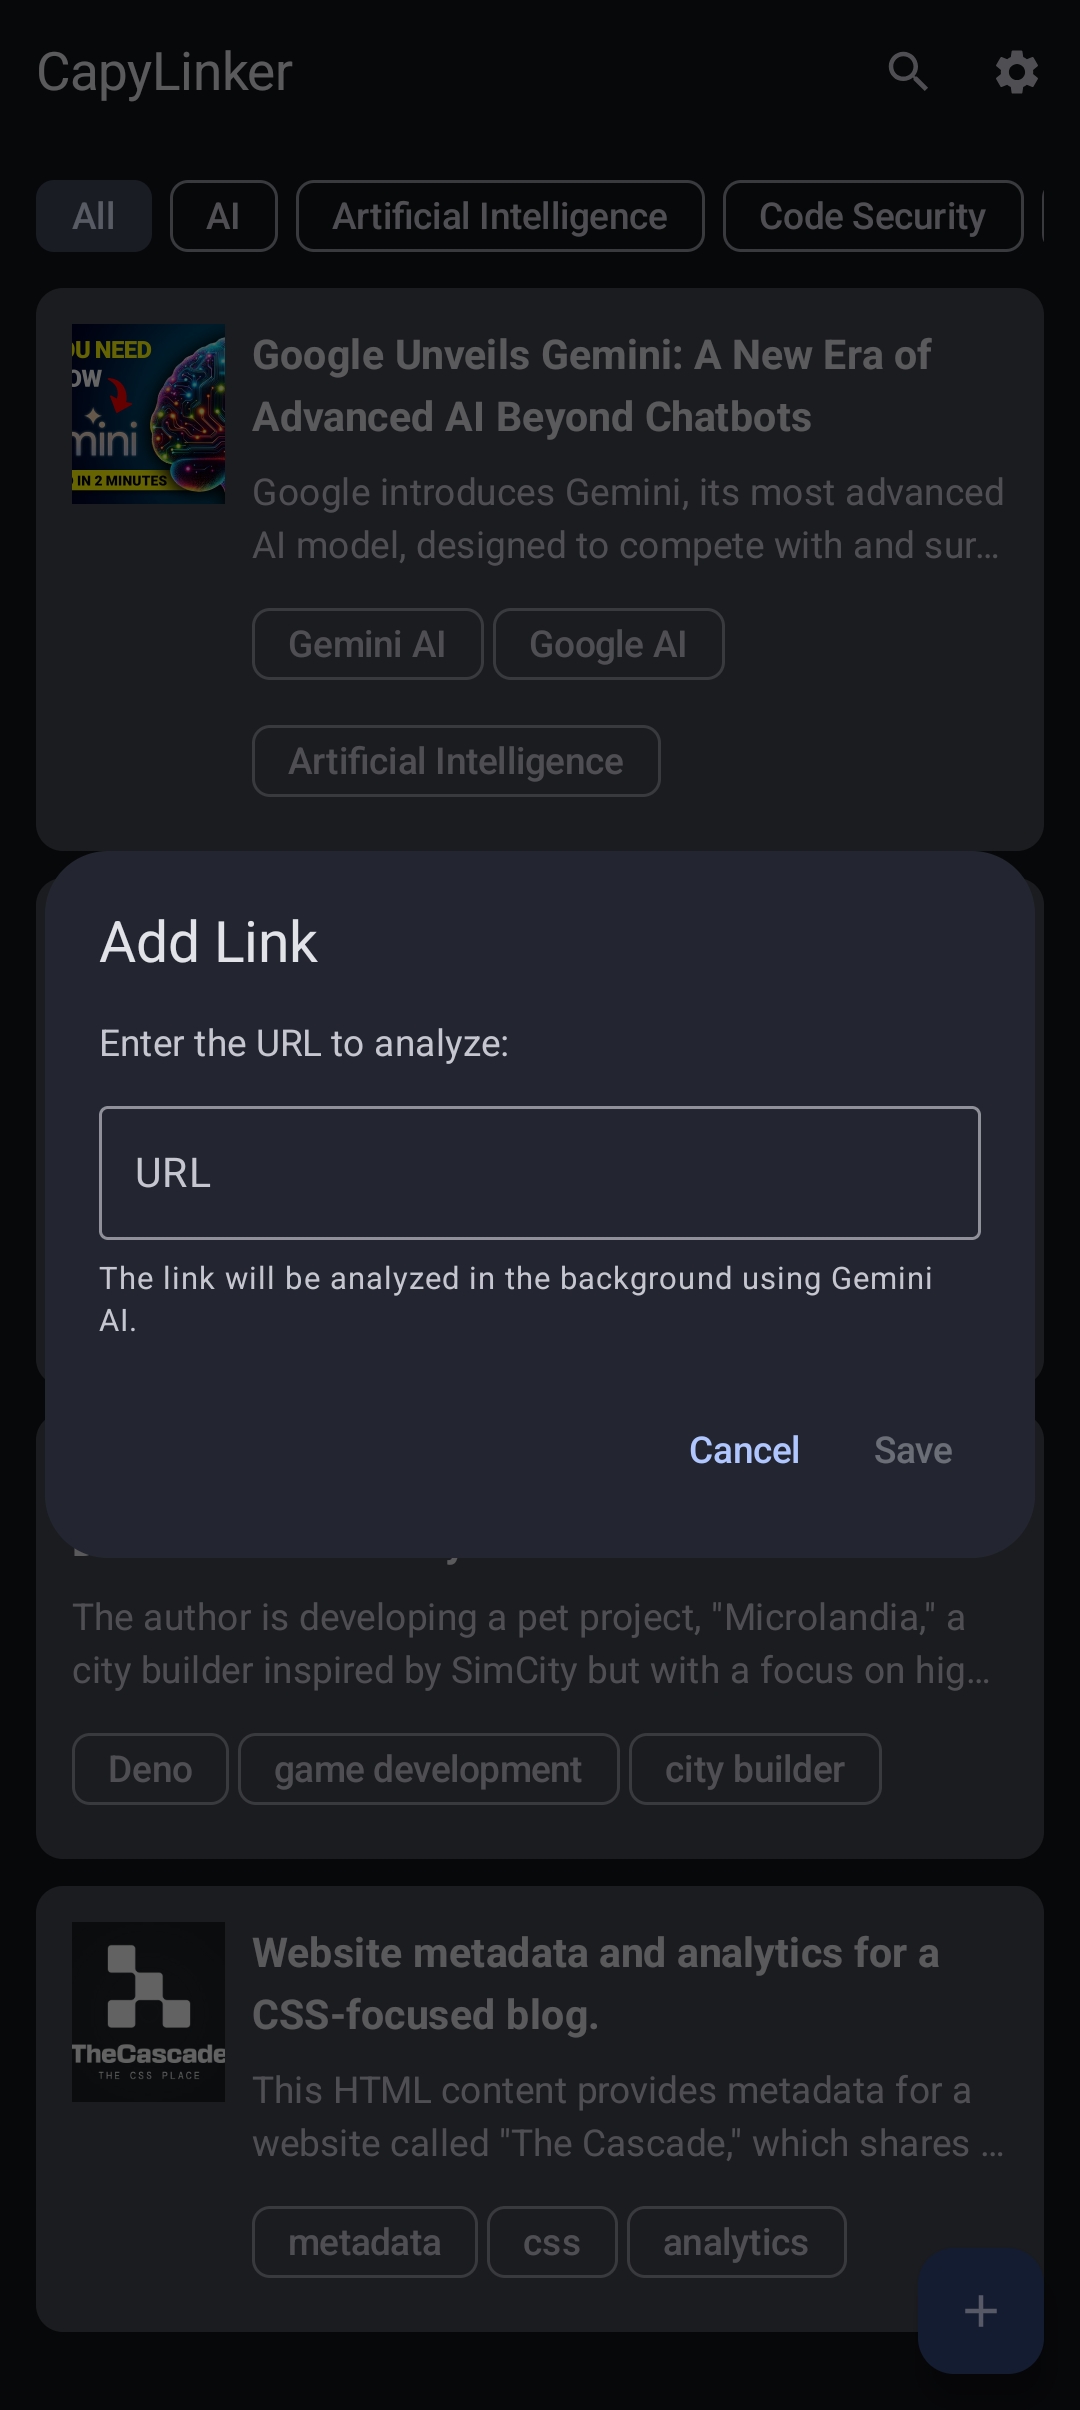 CapyLinker
All
AI
Artificial Intelligence
Code Security
OU NEED
OW
mini
IN 2 MINUTES
Google Unveils Gemini: A New Era of
Advanced AI Beyond Chatbots
Google introduces Gemini, its most advanced
AI model, designed to compete with and sur…
Gemini AI
Google AI
Artificial Intelligence
Add Link
Enter the URL to analyze:
URL
The link will be analyzed in the background using Gemini
AI.
Cancel
Save
The author is developing a pet project, "Microlandia," a
city builder inspired by SimCity but with a focus on hig…
Deno
game development
city builder
TheCascade
THE CSS PLACE
Website metadata and analytics for a
CSS-focused blog.
This HTML content provides metadata for a
website called "The Cascade," which shares …
metadata
css
analytics